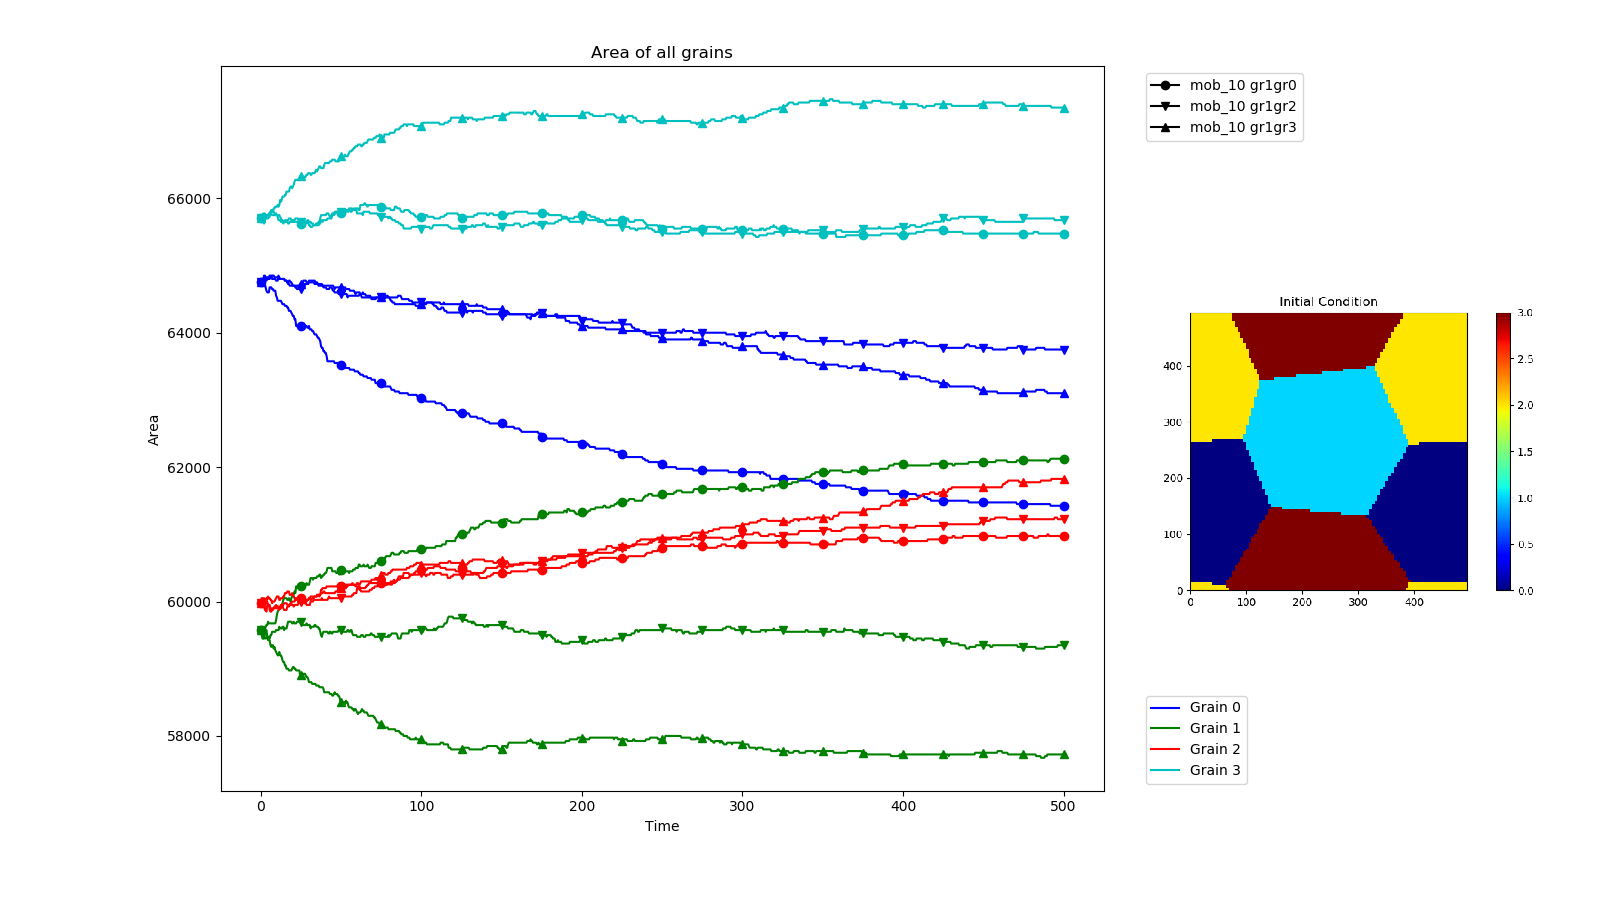 Area of all grains
66000
64000
62000
60000
58000
Area
0 100 200 300 400 500
Time
mob_10 gr1gr0
mob_10 gr1gr2
mob_10 gr1gr3
Initial Condition
400
300
200
100
0
0 100 200 300 400
3.0
2.5
2.0
1.5
1.0
0.5
0.0
Grain 0
Grain 1
Grain 2
Grain 3